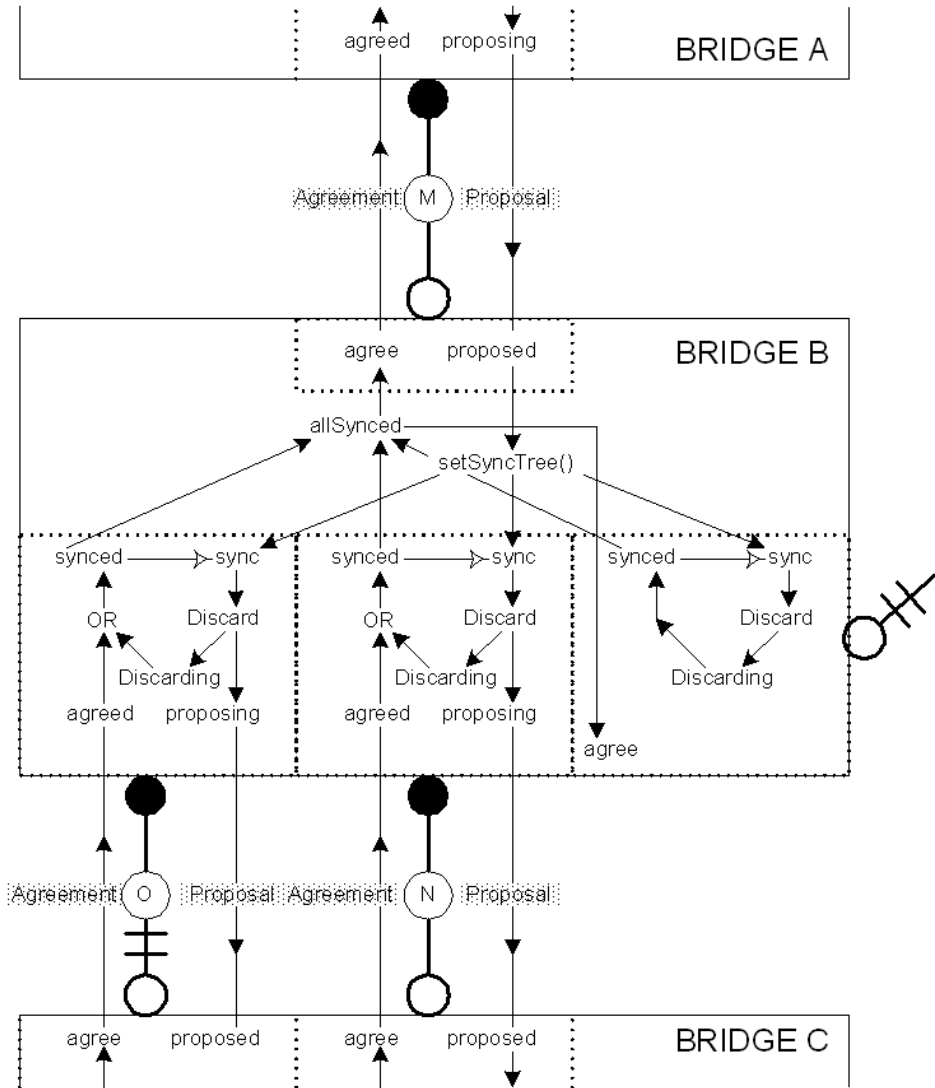 agreed proposing BRIDGE A
Agreement M Proposal
agree proposed BRIDGE B
allSynced
setSyncTree()
synced sync synced sync synced sync
OR Discard OR Discard Discard
Discarding Discarding Discarding
agreed proposing agreed proposing
agree
Agreement O Proposal Agreement N Proposal
agree proposed agree proposed BRIDGE C